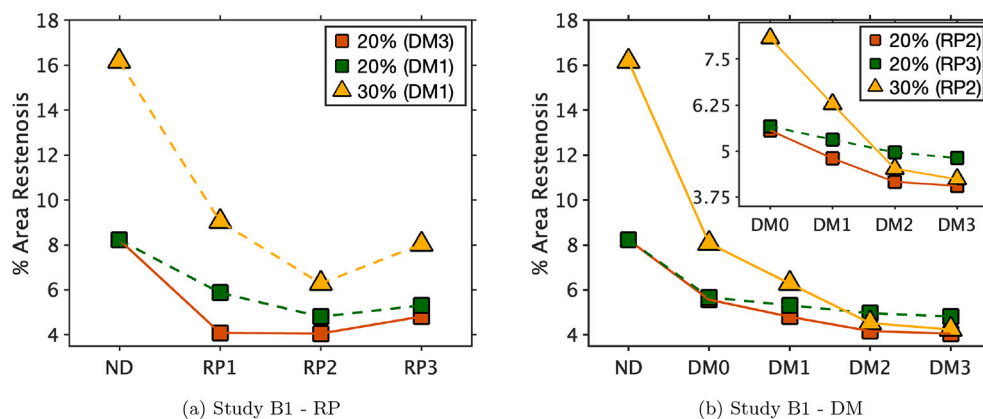 18
16
14
12
10
8
6
4
% Area Restenosis
20% (DM3)
20% (DM1)
30% (DM1)
ND RP1 RP2 RP3
(a) Study B1 - RP
18
16
14
12
10
8
6
4
% Area Restenosis
7.5
6.25
5
3.75
20% (RP2)
20% (RP3)
30% (RP2)
DM0 DM1 DM2 DM3
ND DM0 DM1 DM2 DM3
(b) Study B1 - DM